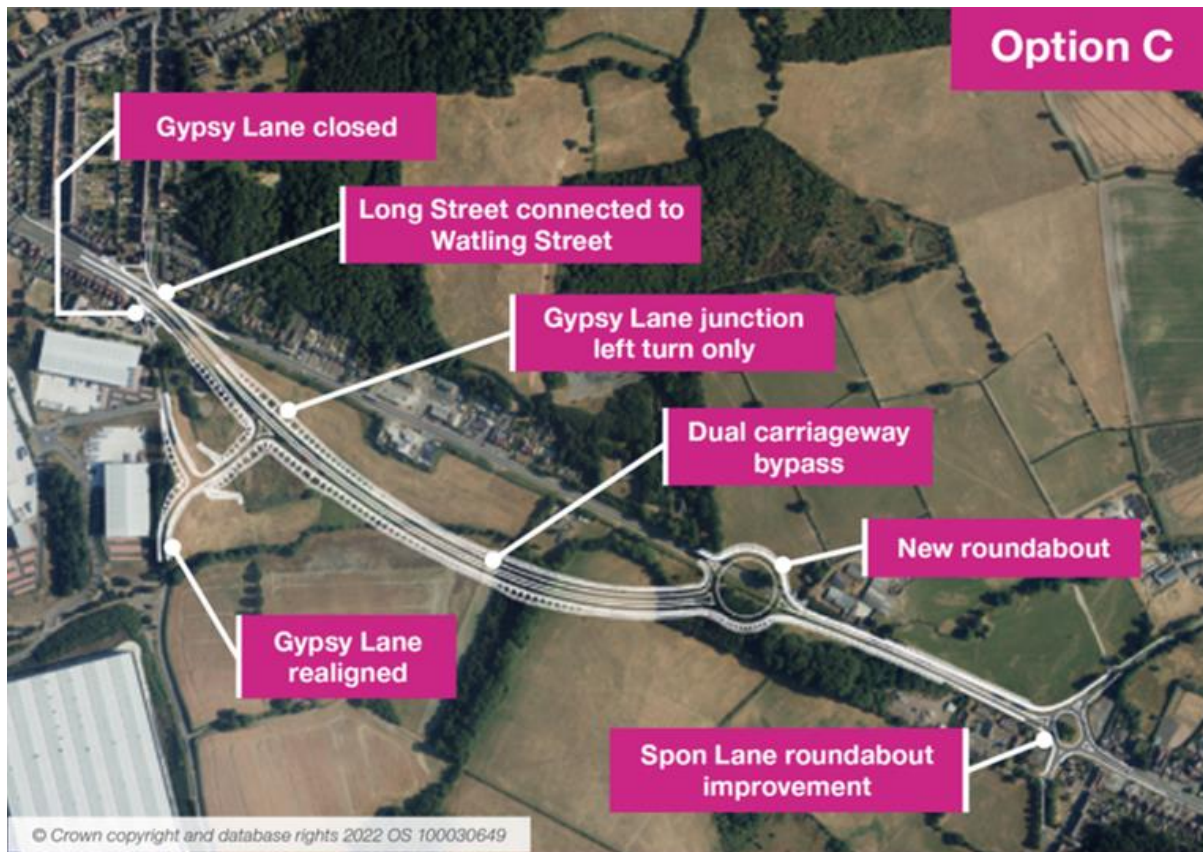 Option C
Gypsy Lane closed
Long Street connected to
Watling Street
Gypsy Lane junction
left turn only
Dual carriageway
bypass
New roundabout
Gypsy Lane
realigned
Spon Lane roundabout
improvement
© Crown copyright and database rights 2022 OS 100030649